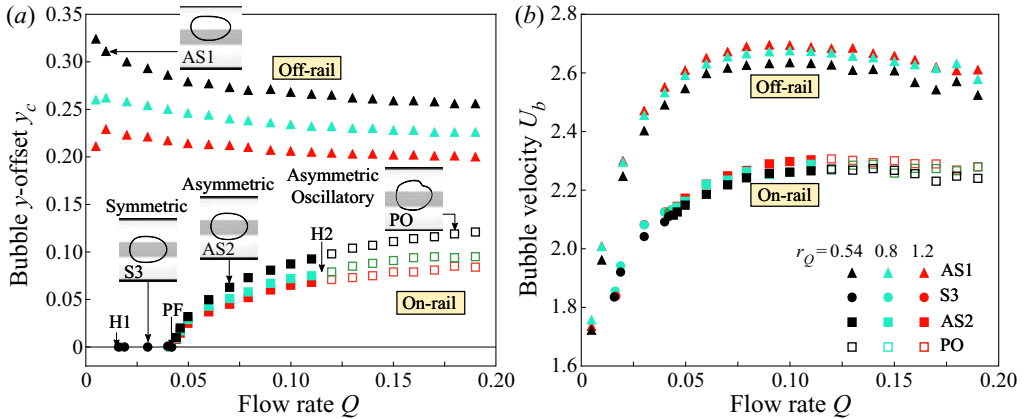 (a)
0.35
0.30
0.25
0.20
0.15
0.10
0.05
0
Bubble y-offset y_c
AS1
Off-rail
Symmetric
S3
Asymmetric
AS2
Asymmetric
Oscillatory
PO
H2
H1
PF
On-rail
0 0.05 0.10 0.15 0.20
Flow rate Q
(b)
3.0
2.8
2.6
2.4
2.2
2.0
1.8
1.6
Bubble velocity U_b
Off-rail
On-rail
r_Q = 0.54 0.8 1.2
AS1
S3
AS2
PO
0 0.05 0.10 0.15 0.20
Flow rate Q